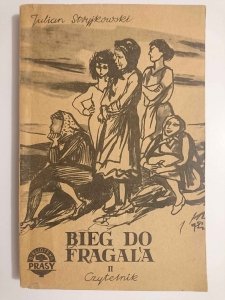 Julian Stryjkowski
BIEG DO
FRAGALA
II
Czytelnik
PRASY